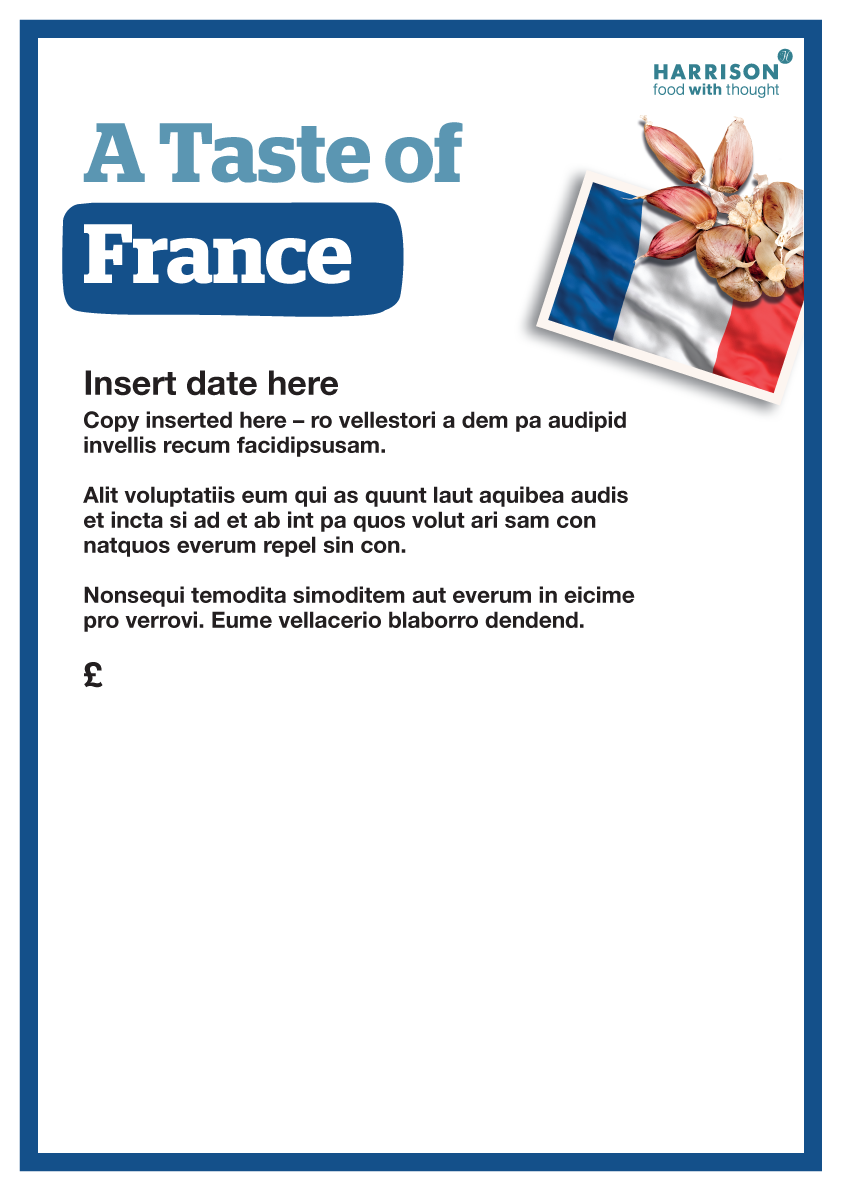 HARRISON
food with thought
A Taste of
France
Insert date here
Copy inserted here – ro vellestori a dem pa audipid
invellis recum facidipsusam.
Alit voluptatiis eum qui as quunt laut aquibea audis
et incta si ad et ab int pa quos volut ari sam con
natquos everum repel sin con.
Nonsequi temodita simoditem aut everum in eicime
pro verrovi. Eume vellacerio blaborro dendend.
£